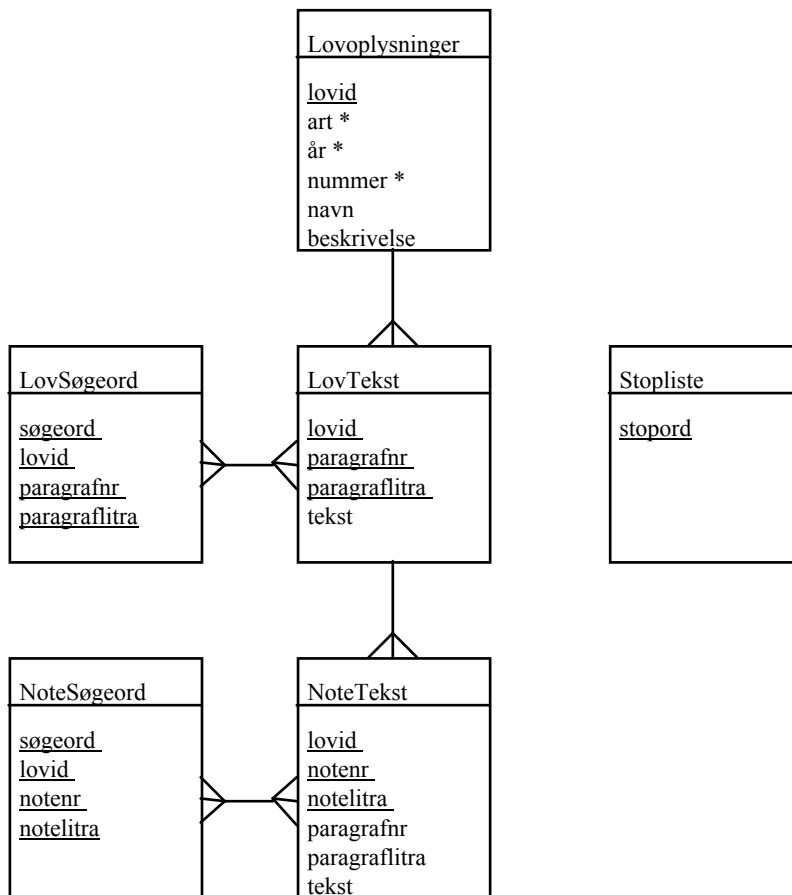 Lovoplysninger
lovid
art *
år *
nummer *
navn
beskrivelse
LovSøgeord
søgeord
lovid
paragrafnr
paragraflitra
LovTekst
lovid
paragrafnr
paragraflitra
tekst
Stopliste
stopord
NoteSøgeord
søgeord
lovid
notenr
notelitra
NoteTekst
lovid
notenr
notelitra
paragrafnr
paragraflitra
tekst